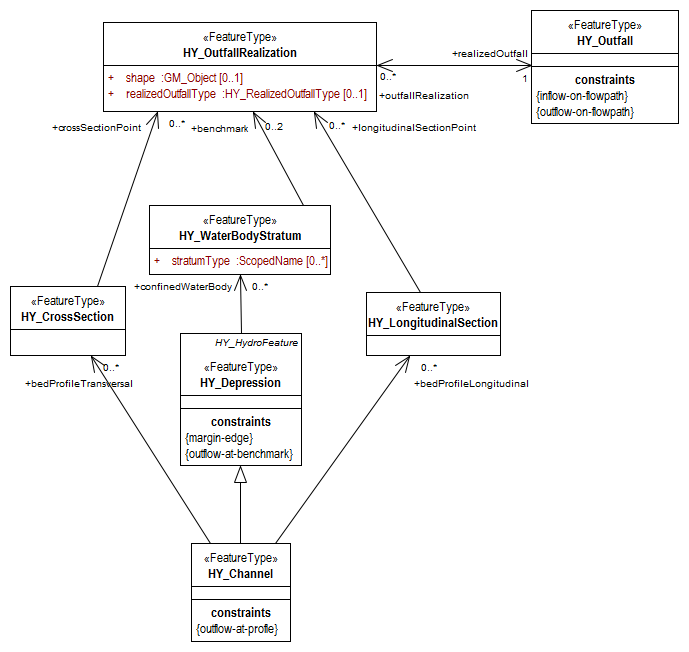 «FeatureType»
HY_OutfallRealization
+ shape :GM_Object [0..1]
+ realizedOutfallType :HY_RealizedOutfallType [0..1]
«FeatureType»
HY_Outfall
constraints
{inflow-on-flowpath}
{outflow-on-flowpath}
+realizedOutfall
0..*
1
+outfallRealization
+crossSectionPoint
0..*
+benchmark
0..2
0..*
+longitudinalSectionPoint
«FeatureType»
HY_WaterBodyStratum
+ stratumType :ScopedName [0..*]
+confinedWaterBody
0..*
«FeatureType»
HY_CrossSection
«FeatureType»
HY_LongitudinalSection
HY_HydroFeature
«FeatureType»
HY_Depression
constraints
{margin-edge}
{outflow-at-benchmark}
0..*
+bedProfileTransversal
0..*
+bedProfileLongitudinal
«FeatureType»
HY_Channel
constraints
{outflow-at-profie}